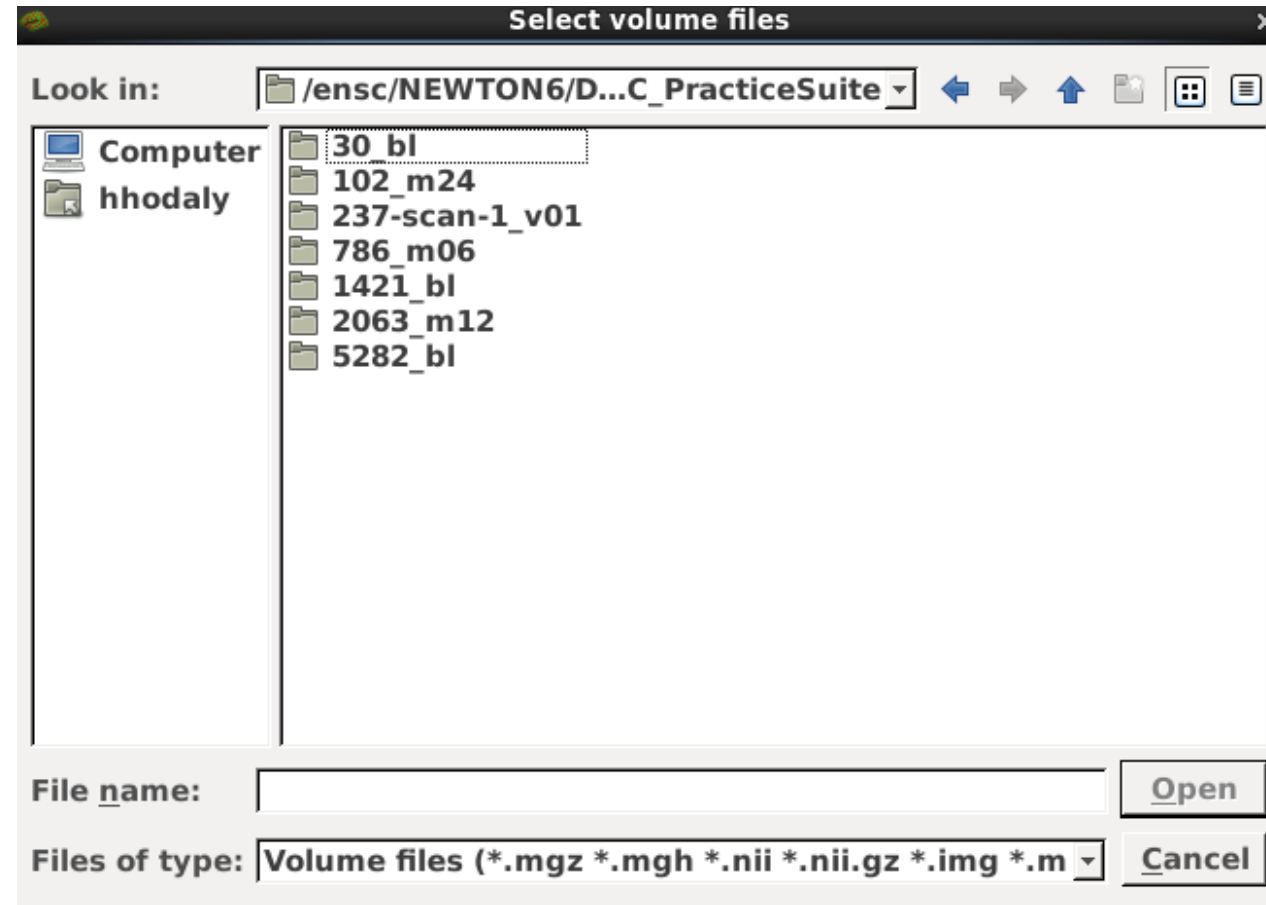 Select volume files
Look in: /ensc/NEWTON6/D...C_PracticeSuite
Computer
hhodaly
30_bl
102_m24
237-scan-1_v01
786_m06
1421_bl
2063_m12
5282_bl
File name: Open
Files of type: Volume files (*.mgz *.mgh *.nii *.nii.gz *.img *.m Cancel